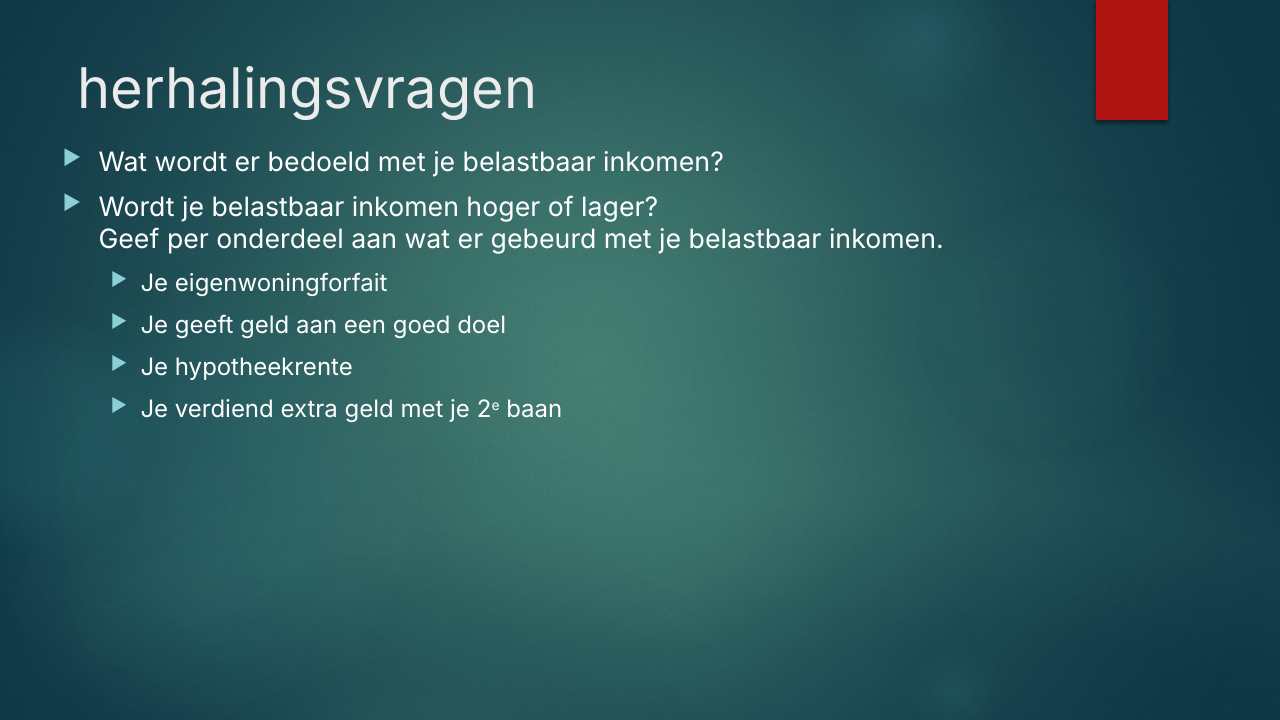 herhalingsvragen
Wat wordt er bedoeld met je belastbaar inkomen?
Wordt je belastbaar inkomen hoger of lager?
Geef per onderdeel aan wat er gebeurd met je belastbaar inkomen.
Je eigenwoningforfait
Je geeft geld aan een goed doel
Je hypotheekrente
Je verdiend extra geld met je 2e baan